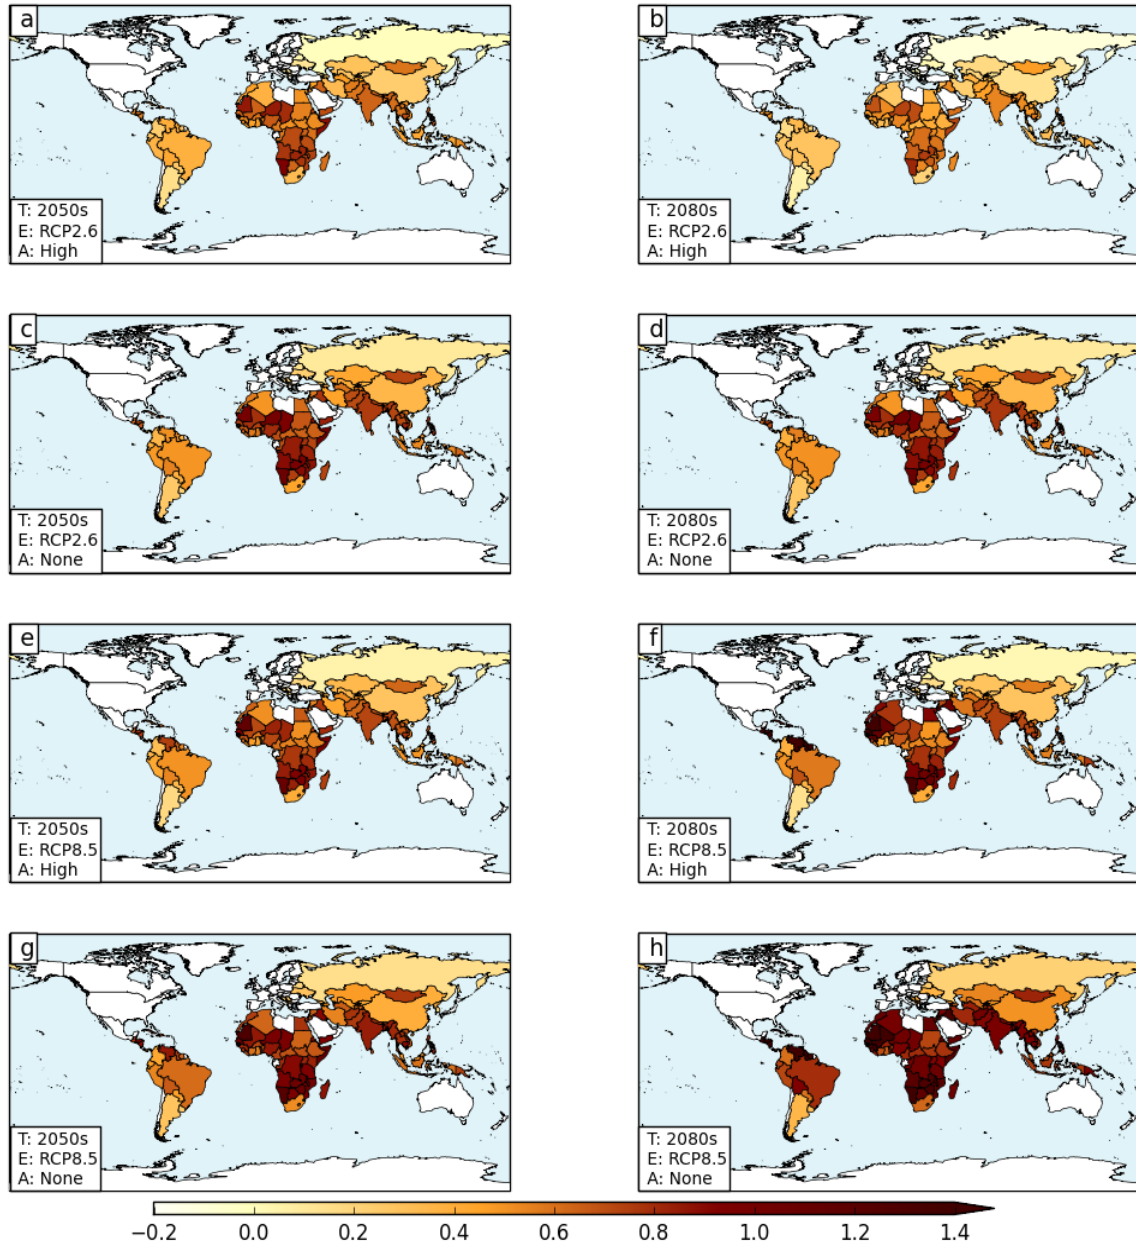 a
T: 2050s
E: RCP2.6
A: High
b
T: 2080s
E: RCP2.6
A: High
c
T: 2050s
E: RCP2.6
A: None
d
T: 2080s
E: RCP2.6
A: None
e
T: 2050s
E: RCP8.5
A: High
f
T: 2080s
E: RCP8.5
A: High
g
T: 2050s
E: RCP8.5
A: None
h
T: 2080s
E: RCP8.5
A: None
−0.2 0.0 0.2 0.4 0.6 0.8 1.0 1.2 1.4